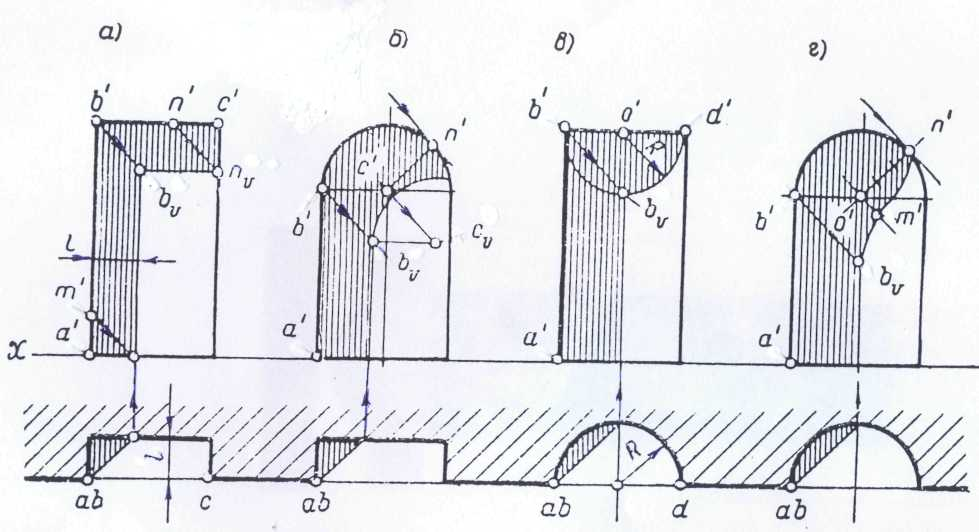 а) б) в) г)
b' n' c' n' b' o' d' n'
R
c'
n_v
b_v b' b_v b' o' m'
l c_v
b_v b_v
m'
a' a' a' a'
x
l R
ab c ab ab d ab